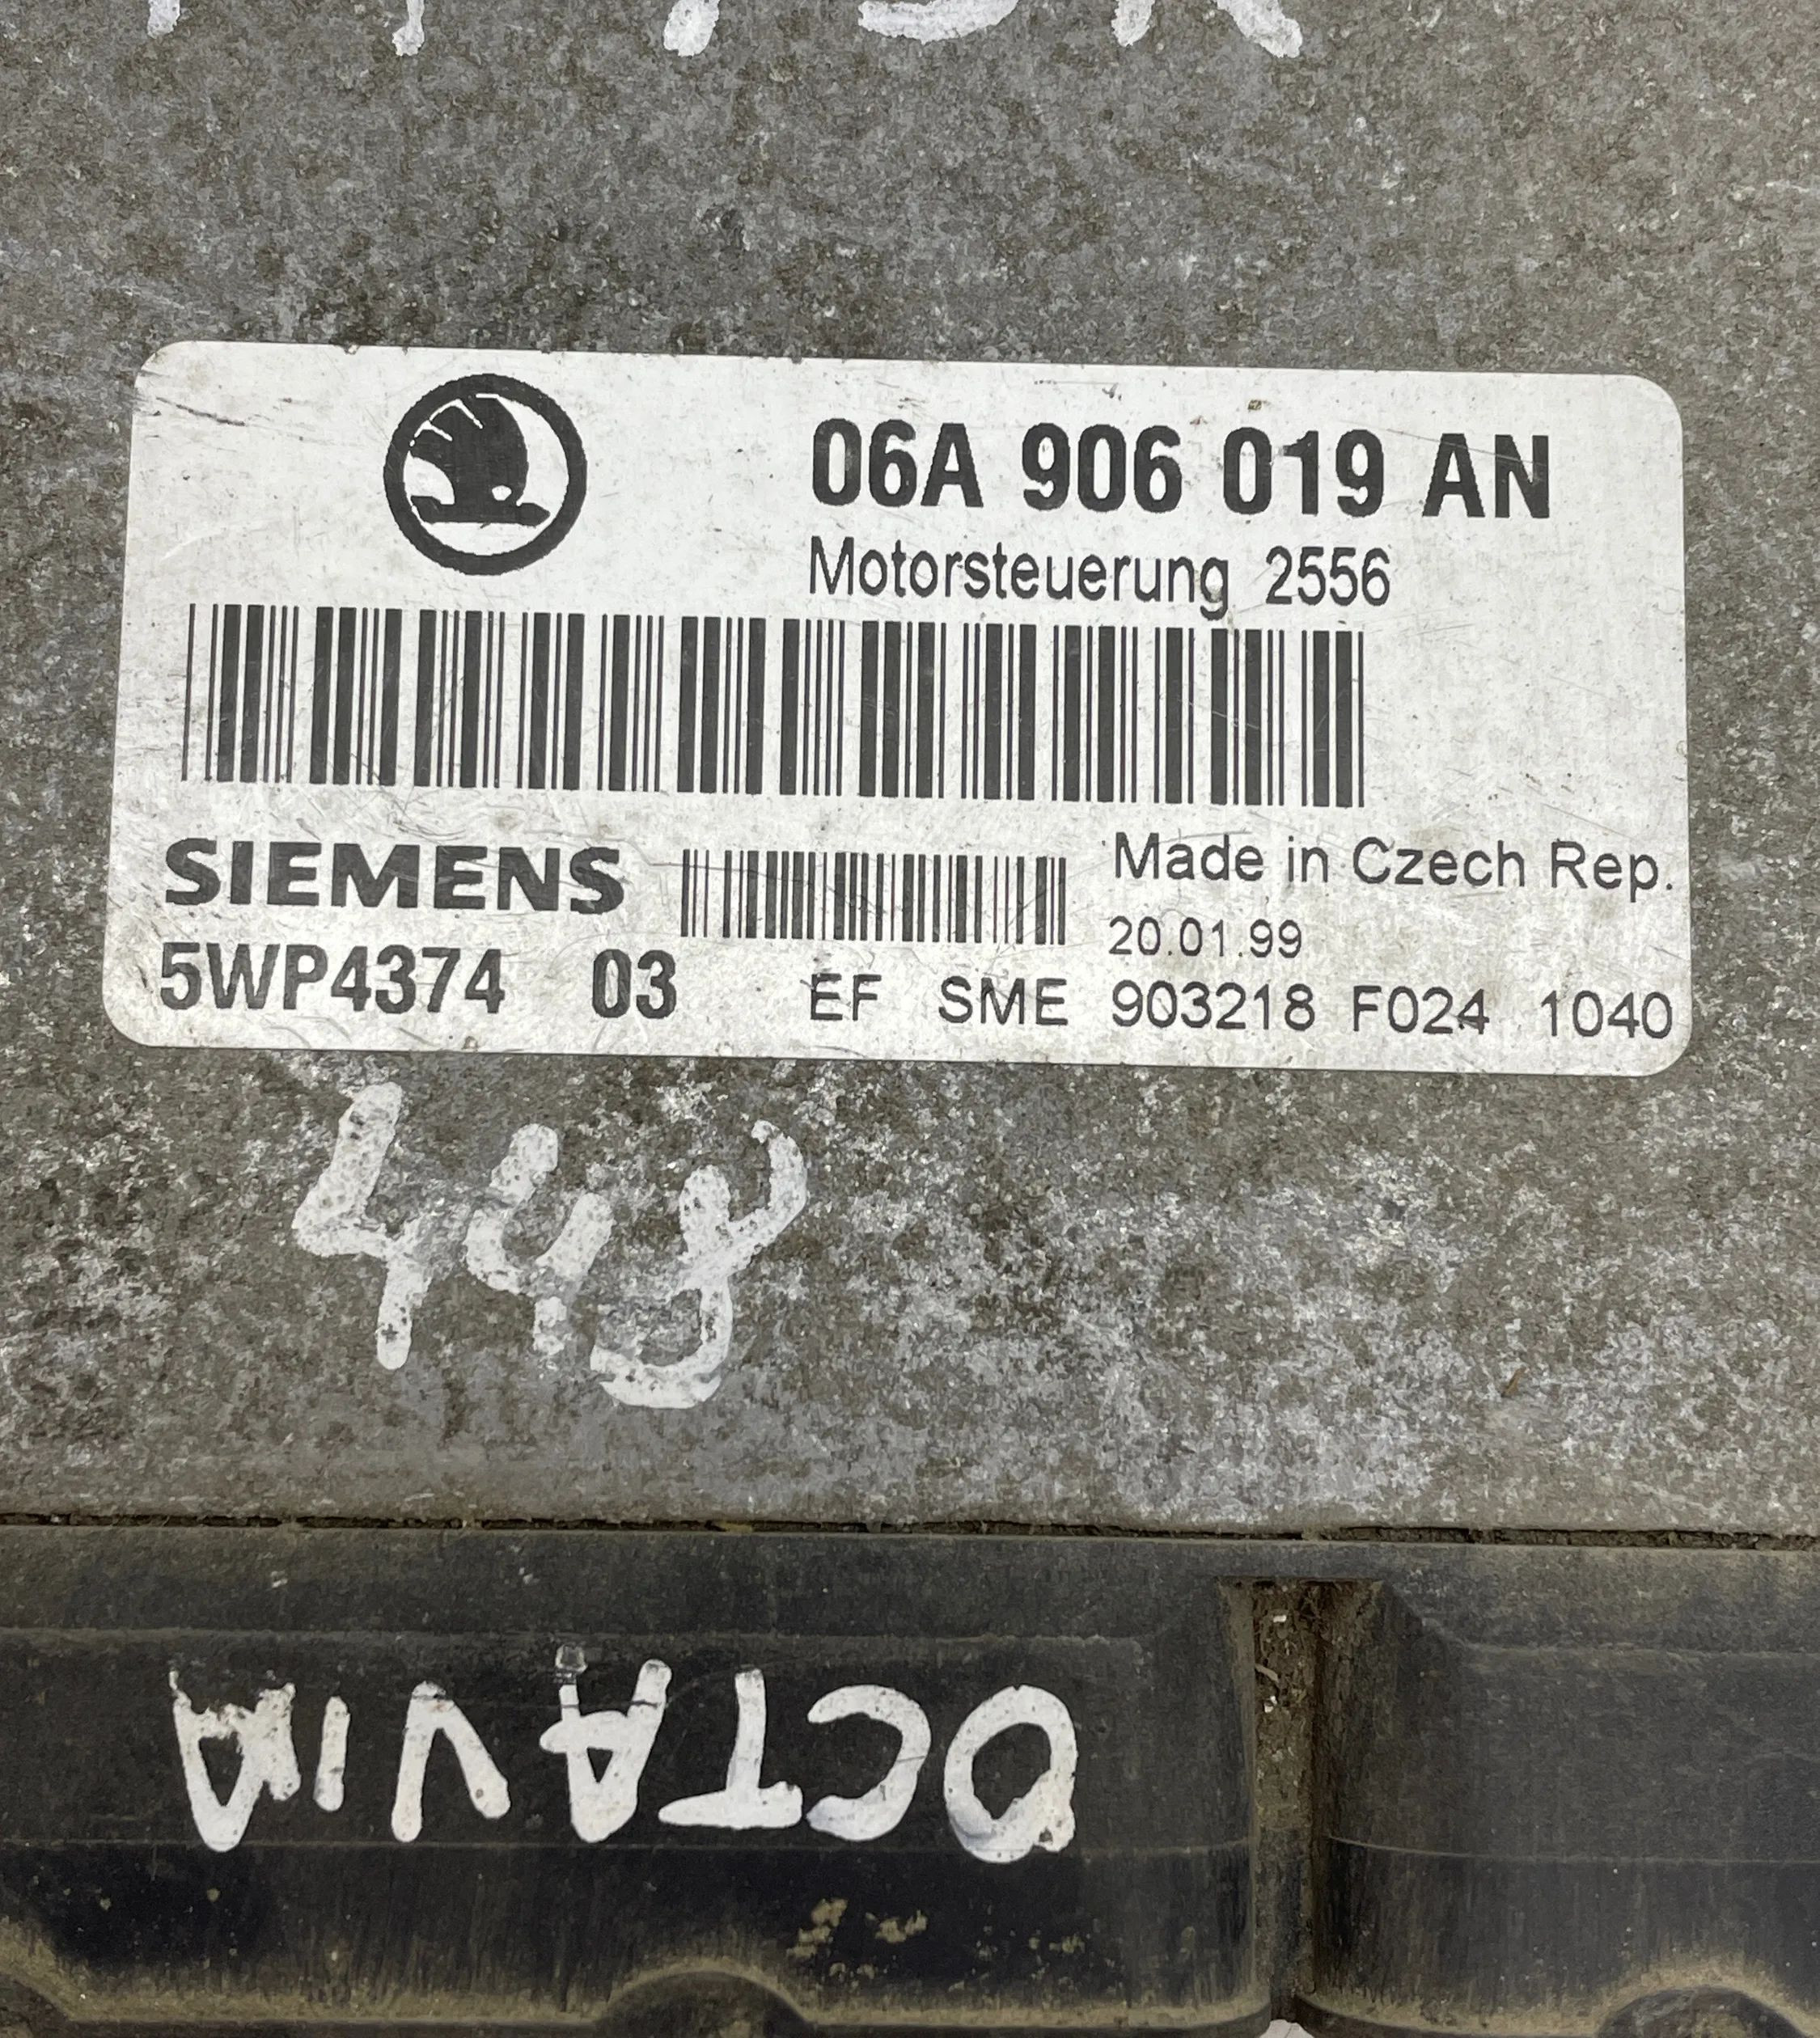 06A 906 019 AN
Motorsteuerung 2556
SIEMENS
Made in Czech Rep.
20.01.99
5WP4374 03 EF SME 903218 F024 1040
448
OCTAVIA